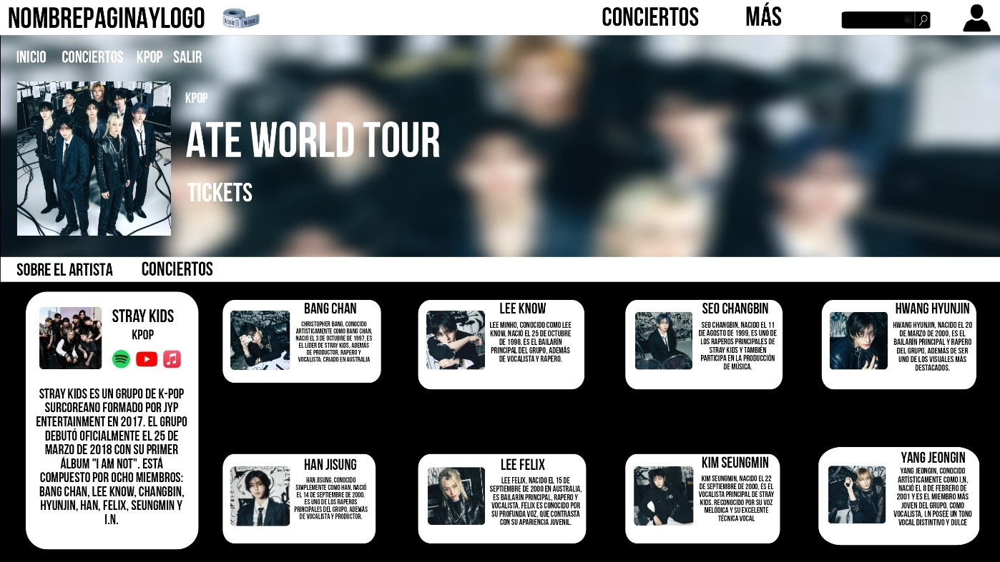 NOMBREPAGINAYLOGO
CONCIERTOS
MÁS
INICIO CONCIERTOS KPOP SALIR
KPOP
ATE WORLD TOUR
TICKETS
SOBRE EL ARTISTA
CONCIERTOS
STRAY KIDS
KPOP
STRAY KIDS ES UN GRUPO DE K-POP
SURCOREANO FORMADO POR JYP
ENTERTAINMENT EN 2017. EL GRUPO
DEBUTÓ OFICIALMENTE EL 25 DE
MARZO DE 2018 CON SU PRIMER
ÁLBUM "I AM NOT". ESTÁ
COMPUESTO POR OCHO MIEMBROS:
BANG CHAN, LEE KNOW, CHANGBIN,
HYUNJIN, HAN, FELIX, SEUNGMIN Y
I.N.
BANG CHAN
CHRISTOPHER BANG, CONOCIDO
ARTÍSTICAMENTE COMO BANG CHAN,
NACIÓ EL 3 DE OCTUBRE DE 1997. ES
EL LÍDER DE STRAY KIDS, ADEMÁS
DE PRODUCTOR, RAPERO Y
VOCALISTA. CRIADO EN AUSTRALIA
LEE KNOW
LEE MINHO, CONOCIDO COMO LEE
KNOW, NACIÓ EL 25 DE OCTUBRE
DE 1998. ES EL BAILARÍN
PRINCIPAL DEL GRUPO, ADEMÁS
DE VOCALISTA Y RAPERO.
SEO CHANGBIN
SEO CHANGBIN, NACIDO EL 11
DE AGOSTO DE 1999, ES UNO DE
LOS RAPEROS PRINCIPALES DE
STRAY KIDS Y TAMBIÉN
PARTICIPA EN LA PRODUCCIÓN
DE MÚSICA.
HWANG HYUNJIN
HWANG HYUNJIN, NACIDO EL 20
DE MARZO DE 2000, ES EL
BAILARÍN PRINCIPAL Y RAPERO
DEL GRUPO, ADEMÁS DE SER
UNO DE LOS VISUALES MÁS
DESTACADOS.
HAN JISUNG
HAN JISUNG, CONOCIDO
SIMPLEMENTE COMO HAN, NACIÓ
EL 14 DE SEPTIEMBRE DE 2000.
ES UNO DE LOS RAPEROS
PRINCIPALES DEL GRUPO, ADEMÁS
DE VOCALISTA Y PRODUCTOR.
LEE FELIX
LEE FELIX, NACIDO EL 15 DE
SEPTIEMBRE DE 2000 EN AUSTRALIA,
ES BAILARÍN PRINCIPAL, RAPERO Y
VOCALISTA. FELIX ES CONOCIDO POR
SU PROFUNDA VOZ, QUE CONTRASTA
CON SU APARIENCIA JUVENIL.
KIM SEUNGMIN
KIM SEUNGMIN, NACIDO EL 22
DE SEPTIEMBRE DE 2000, ES EL
VOCALISTA PRINCIPAL DE STRAY
KIDS. RECONOCIDO POR SU VOZ
MELÓDICA Y SU EXCELENTE
TÉCNICA VOCAL
YANG JEONGIN
YANG JEONGIN, CONOCIDO
ARTÍSTICAMENTE COMO I.N,
NACIÓ EL 8 DE FEBRERO DE
2001 Y ES EL MIEMBRO MÁS
JOVEN DEL GRUPO. COMO
VOCALISTA, I.N POSEE UN TONO
VOCAL DISTINTIVO Y DULCE